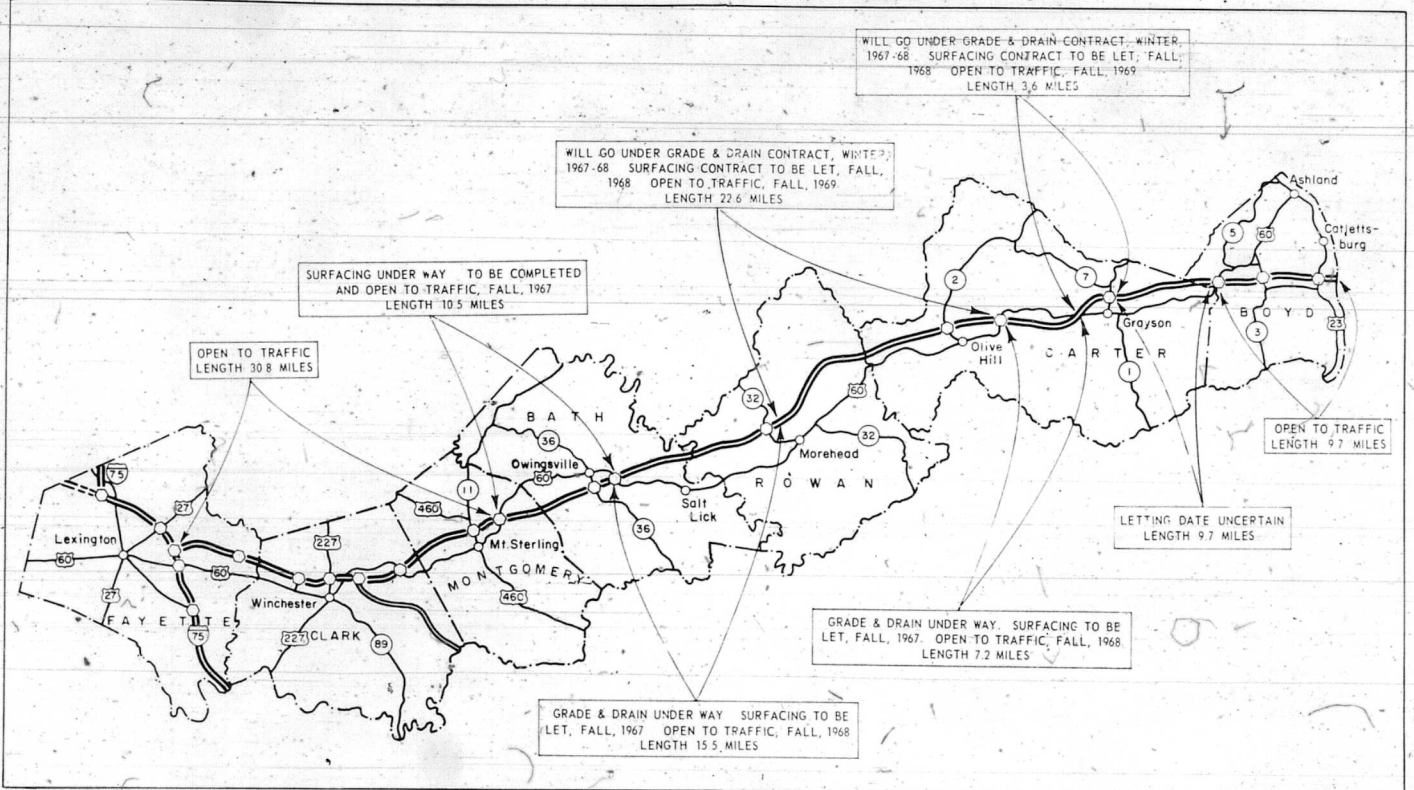 WILL GO UNDER GRADE & DRAIN CONTRACT, WINTER,
1967-68 SURFACING CONTRACT TO BE LET, FALL,
1968 OPEN TO TRAFFIC, FALL, 1969
LENGTH 3.6 MILES
WILL GO UNDER GRADE & DRAIN CONTRACT, WINTER,
1967-68 SURFACING CONTRACT TO BE LET, FALL,
1968 OPEN TO TRAFFIC, FALL, 1969
LENGTH 22.6 MILES
SURFACING UNDER WAY TO BE COMPLETED
AND OPEN TO TRAFFIC, FALL, 1967
LENGTH 10.5 MILES
OPEN TO TRAFFIC
LENGTH 30.8 MILES
Ashland
5
60
Catletts-
burg
2
7
Grayson
BOYD
3
23
Olive
Hill
CARTER
1
OPEN TO TRAFFIC
LENGTH 9.7 MILES
LETTING DATE UNCERTAIN
LENGTH 9.7 MILES
32
60
32
Morehead
ROWAN
BATH
36
Owingsville
60
Salt
Lick
36
11
460
Mt. Sterling
MONTGOMERY
460
75
27
Lexington
60
60
27
FAYETTE
75
227
Winchester
227
CLARK
89
GRADE & DRAIN UNDER WAY. SURFACING TO BE
LET, FALL, 1967. OPEN TO TRAFFIC, FALL, 1968
LENGTH 7.2 MILES
GRADE & DRAIN UNDER WAY SURFACING TO BE
LET, FALL, 1967 OPEN TO TRAFFIC, FALL, 1968
LENGTH 15.5 MILES